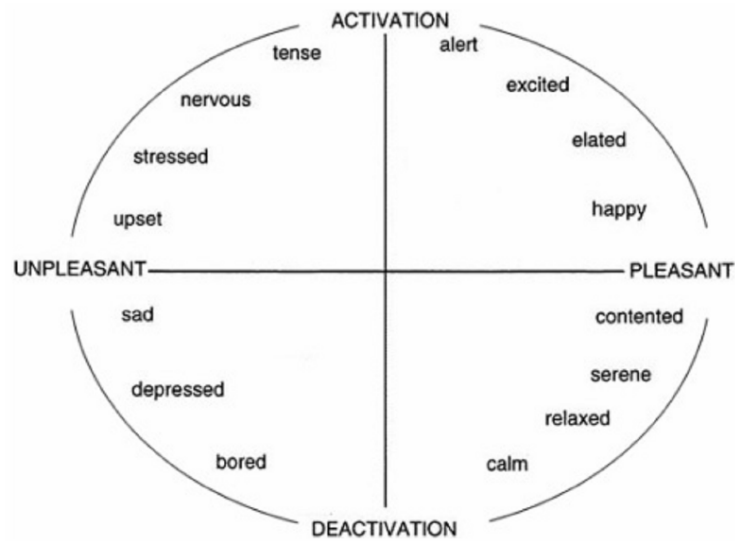 ACTIVATION
tense
alert
nervous
excited
stressed
elated
upset
happy
UNPLEASANT
PLEASANT
sad
contented
depressed
serene
relaxed
bored
calm
DEACTIVATION